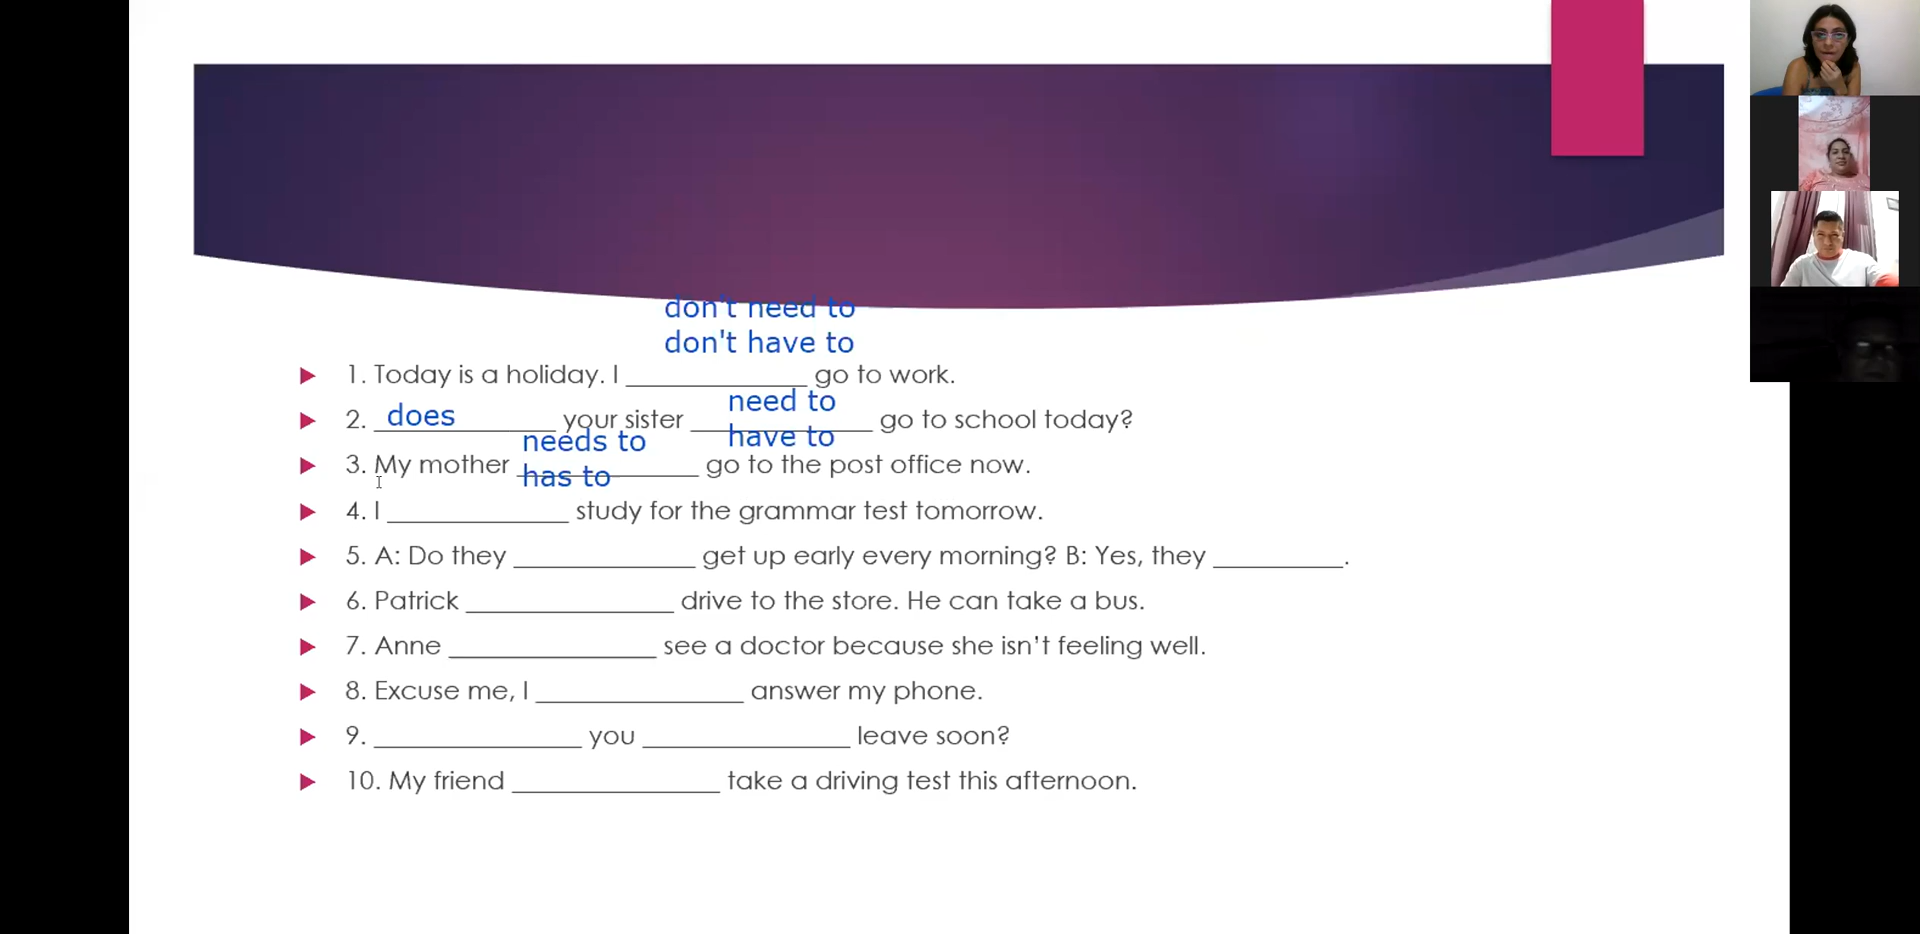 don't need to
don't have to
1. Today is a holiday. I ______________ go to work.
need to
2. ______________ your sister ______________ go to school today?
does
have to
needs to
3. My mother ______________ go to the post office now.
has to
4. I ______________ study for the grammar test tomorrow.
5. A: Do they ______________ get up early every morning? B: Yes, they __________.
6. Patrick ________________ drive to the store. He can take a bus.
7. Anne ________________ see a doctor because she isn't feeling well.
8. Excuse me, I ________________ answer my phone.
9. ________________ you ________________ leave soon?
10. My friend ________________ take a driving test this afternoon.